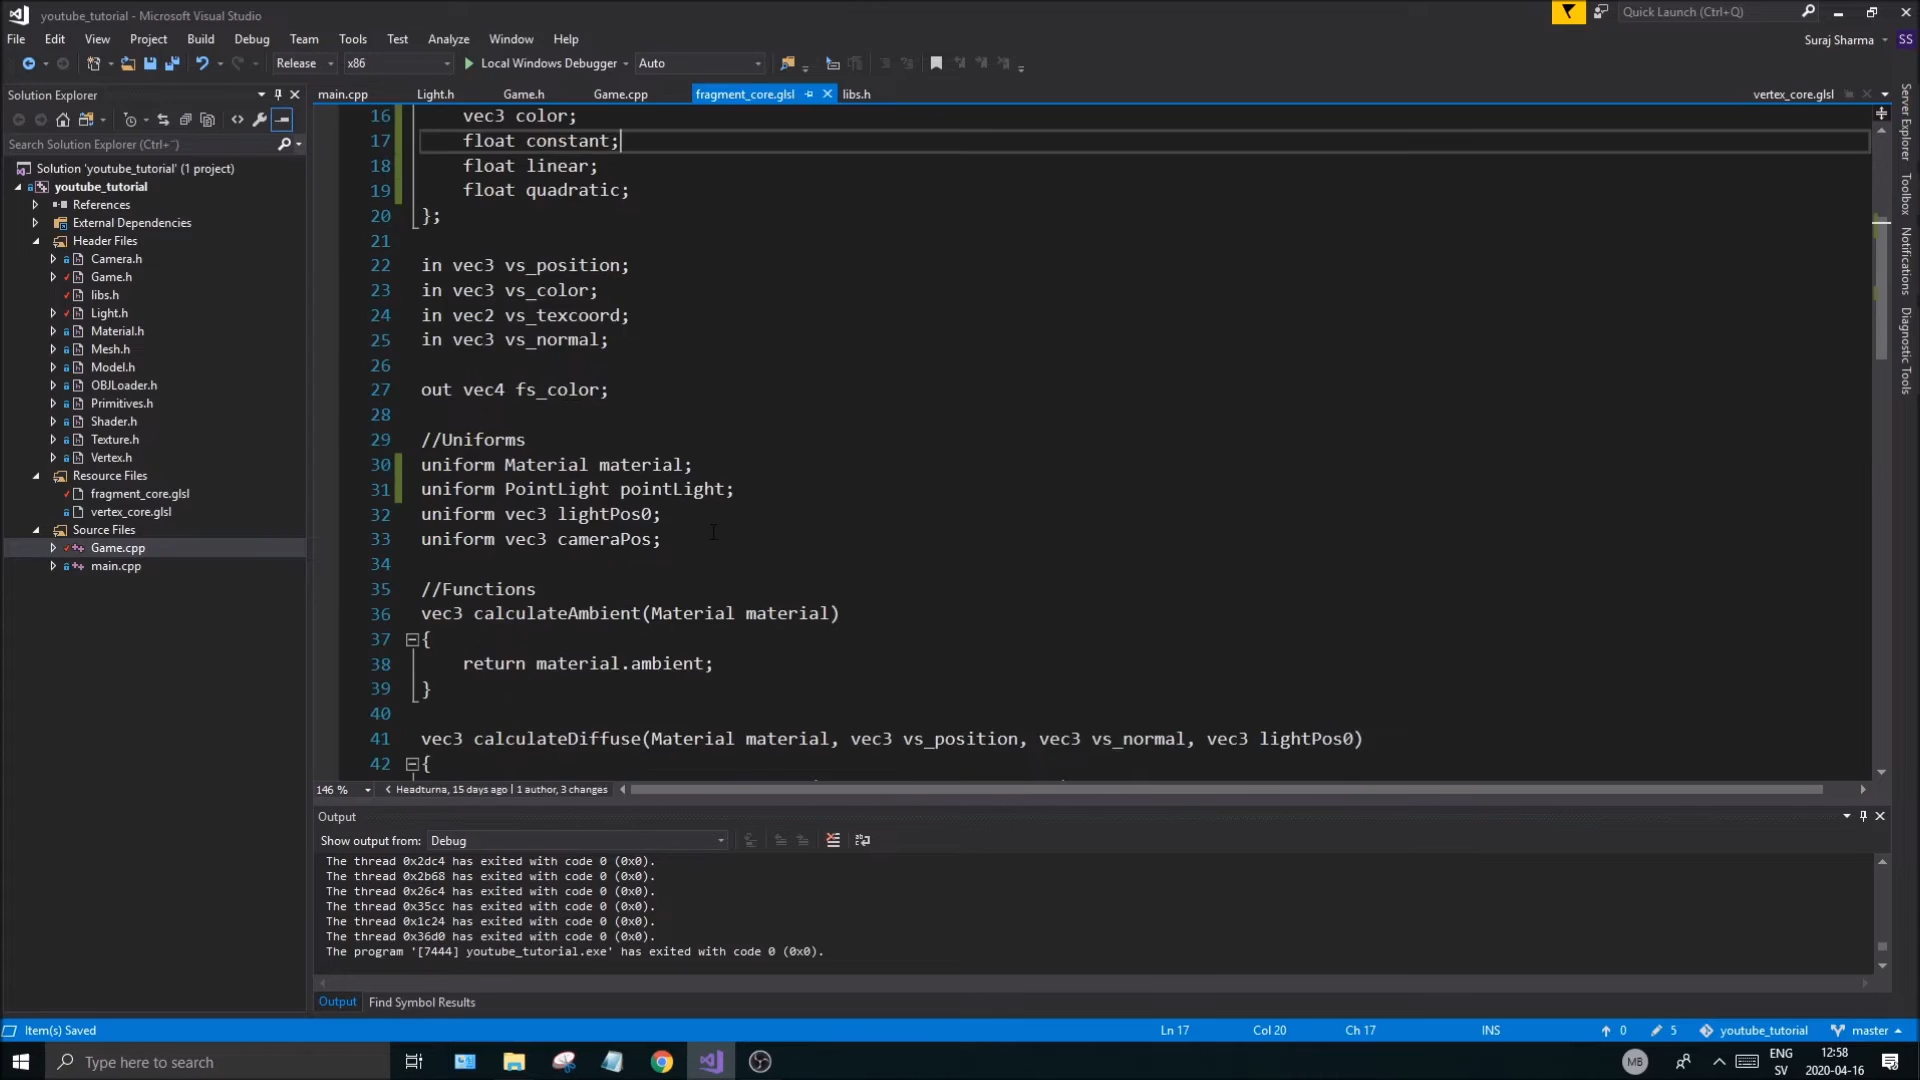 youtube_tutorial - Microsoft Visual Studio
Quick Launch (Ctrl+Q)
File Edit View Project Build Debug Team Tools Test Analyze Window Help
Suraj Sharma SS
Release x86 Local Windows Debugger Auto
Solution Explorer
main.cpp Light.h Game.h Game.cpp fragment_core.glsl libs.h vertex_core.glsl
Search Solution Explorer (Ctrl+¨)
Solution 'youtube_tutorial' (1 project)
youtube_tutorial
References
External Dependencies
Header Files
Camera.h
Game.h
libs.h
Light.h
Material.h
Mesh.h
Model.h
OBJLoader.h
Primitives.h
Shader.h
Texture.h
Vertex.h
Resource Files
fragment_core.glsl
vertex_core.glsl
Source Files
Game.cpp
main.cpp
16 vec3 color;
17 float constant;
18 float linear;
19 float quadratic;
20 };
21
22 in vec3 vs_position;
23 in vec3 vs_color;
24 in vec2 vs_texcoord;
25 in vec3 vs_normal;
26
27 out vec4 fs_color;
28
29 //Uniforms
30 uniform Material material;
31 uniform PointLight pointLight;
32 uniform vec3 lightPos0;
33 uniform vec3 cameraPos;
34
35 //Functions
36 vec3 calculateAmbient(Material material)
37 {
38 return material.ambient;
39 }
40
41 vec3 calculateDiffuse(Material material, vec3 vs_position, vec3 vs_normal, vec3 lightPos0)
42 {
146 % Headturna, 15 days ago | 1 author, 3 changes
Output
Show output from: Debug
The thread 0x2dc4 has exited with code 0 (0x0).
The thread 0x2b68 has exited with code 0 (0x0).
The thread 0x26c4 has exited with code 0 (0x0).
The thread 0x35cc has exited with code 0 (0x0).
The thread 0x1c24 has exited with code 0 (0x0).
The thread 0x36d0 has exited with code 0 (0x0).
The program '[7444] youtube_tutorial.exe' has exited with code 0 (0x0).
Output Find Symbol Results
Server Explorer
Toolbox
Notifications
Diagnostic Tools
Item(s) Saved Ln 17 Col 20 Ch 17 INS 0 5 youtube_tutorial master
Type here to search
MB
ENG
SV
12:58
2020-04-16